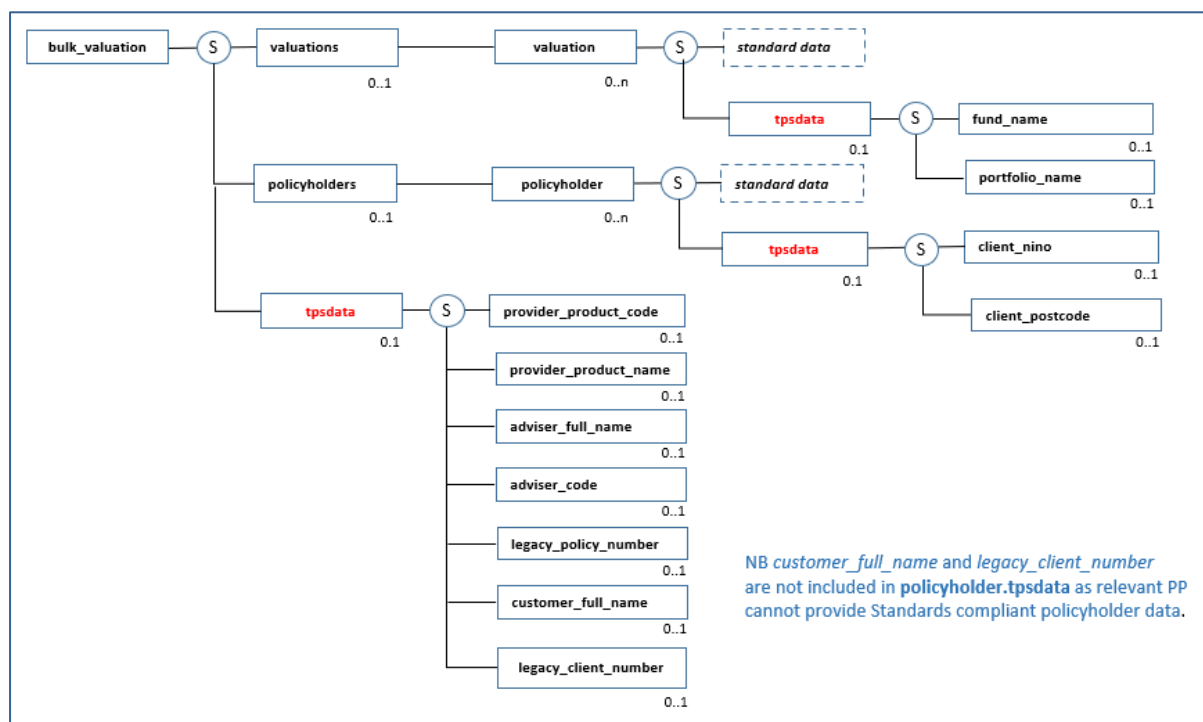 bulk_valuation S valuations valuation S standard data
0..1 0..n
tpsdata S fund_name
0.1 0..1
policyholders policyholder S standard data portfolio_name
0..1 0..n 0..1
tpsdata S client_nino
0.1 0..1
tpsdata S provider_product_code client_postcode
0.1 0..1 0..1
provider_product_name
0..1
adviser_full_name
0..1
adviser_code
0..1
legacy_policy_number
0..1
customer_full_name
0..1
legacy_client_number
0..1
NB customer_full_name and legacy_client_number
are not included in policyholder.tpsdata as relevant PP
cannot provide Standards compliant policyholder data.